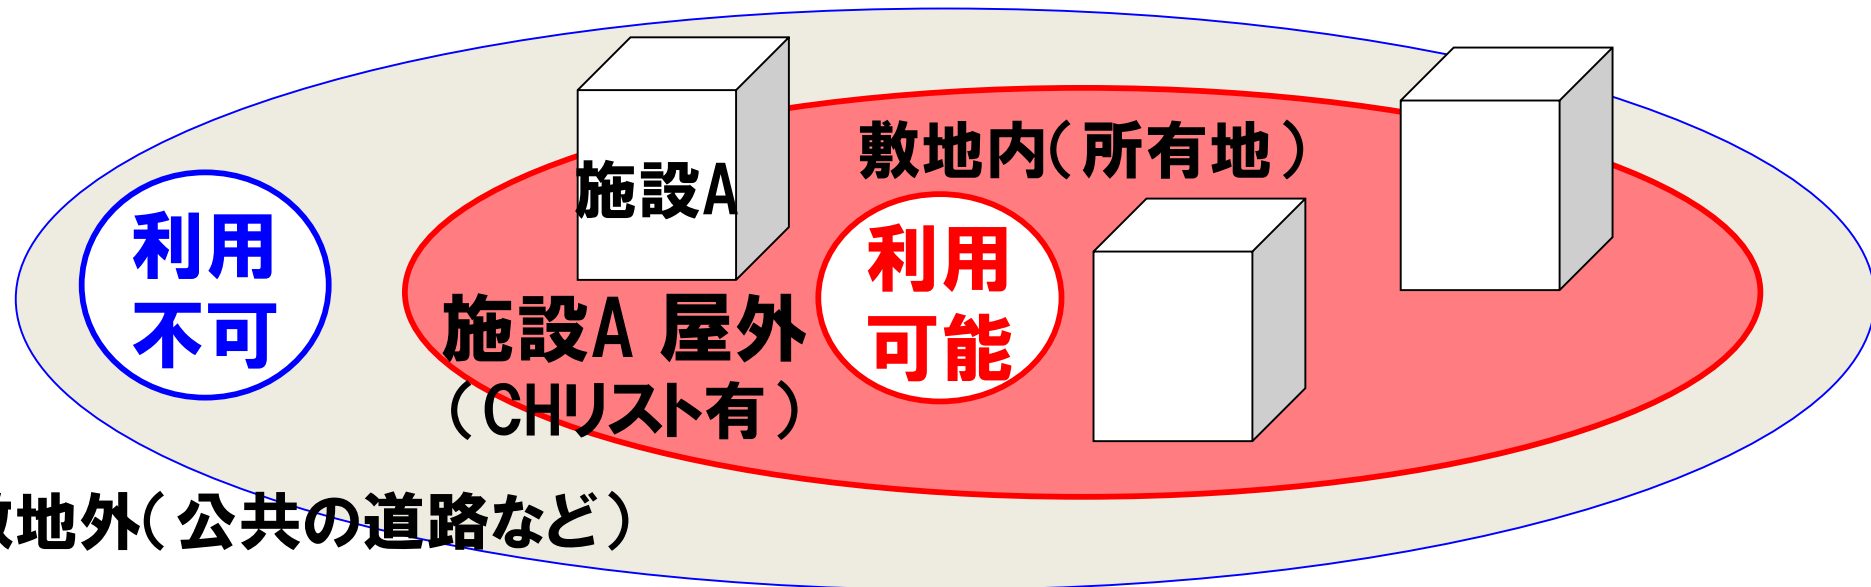 敷地内(所有地)
施設A
利用
不可
利用
可能
施設A 屋外
(CHリスト有)
敷地外(公共の道路など)